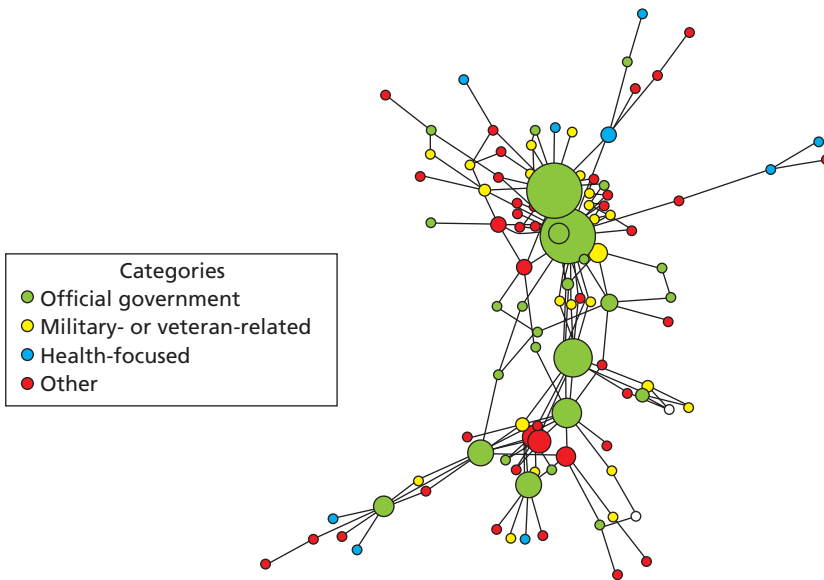 Categories
Official government
Military- or veteran-related
Health-focused
Other